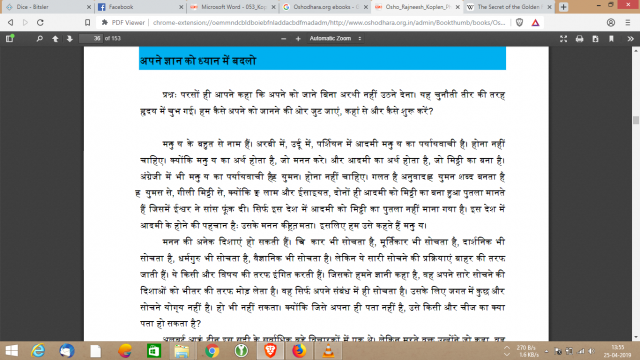 Dice - Bitsler
Facebook
Microsoft Word - 053_Kop
Oshodhara.org ebooks - G
Osho_Rajneesh_Koplen_P
The Secret of the Golden F
PDF Viewer
chrome-extension://oemmndcbldboiebfnladdacbdfmadadm/http://www.oshodhara.org.in/admin/Bookthumb/books/Os...
36 of 153
Automatic Zoom
अपने ज्ञान को ध्यान में बदलो
प्रश्नः परसों ही आपने कहा कि अपने को जाने बिना अरथी नहीं उठने देना। यह चुनौती तीर की तरह
हृदय में चुभ गई। हम कैसे अपने को जानने की ओर जुट जाएं, कहां से और कैसे शुरू करें?
मनु य के बहुत से नाम हैं। अरबी में, उर्दू में, पर्शियन में आदमी मनु य का पर्यायवाची है। होना नहीं
चाहिए। क्योंकि मनु य का अर्थ होता है, जो मनन करे। और आदमी का अर्थ होता है, जो मिट्टी का बना है।
अंग्रेजी में भी मनु य का पर्यायवाची है युमन। होना नहीं चाहिए। गलत है अनुवाद। युमन शब्द बनता है
ह युमस से, गीली मिट्टी से, क्योंकि इ लाम और ईसाइयत, दोनों ही आदमी को मिट्टी का बना हुआ पुतला मानते
हैं जिसमें ईश्वर ने सांस फूंक दी। सिर्फ इस देश में आदमी को मिट्टी का पुतला नहीं माना गया है। इस देश में
आदमी के होने की पहचान है: उसके मनन की क्षमता। इसलिए हम उसे कहते हैं मनु य।
मनन की अनेक दिशाएं हो सकती हैं। चि कार भी सोचता है, मूर्तिकार भी सोचता है, दार्शनिक भी
सोचता है, धर्मगुरु भी सोचता है, वैज्ञानिक भी सोचता है। लेकिन ये सारी सोचने की प्रक्रियाएं बाहर की तरफ
जाती हैं। ये किसी और विषय की तरफ इंगित करती हैं। जिसको हमने ज्ञानी कहा है, वह अपने सारे सोचने की
दिशाओं को भीतर की तरफ मोड़ लेता है। वह सिर्फ अपने संबंध में ही सोचता है। उसके लिए जगत में कुछ और
सोचने योग्य नहीं है। हो भी नहीं सकता। क्योंकि जिसे अपना ही पता नहीं है, उसे किसी और चीज का क्या
पता हो सकता है?
270 B/s
1.6 KB/s
13:55
25-04-2019